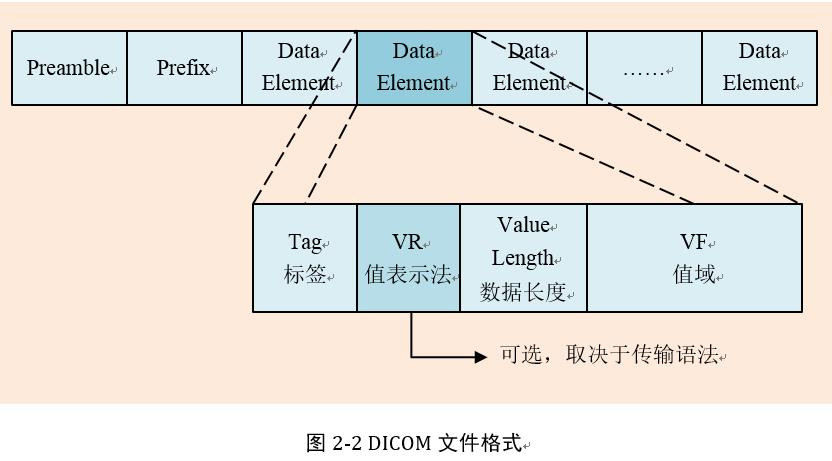 Preamble
Prefix
Data
Element
Data
Element
Data
Element
……
Data
Element
Tag
标签
VR
值表示法
Value
Length
数据长度
VF
值域
可选，取决于传输语法
图 2-2 DICOM 文件格式